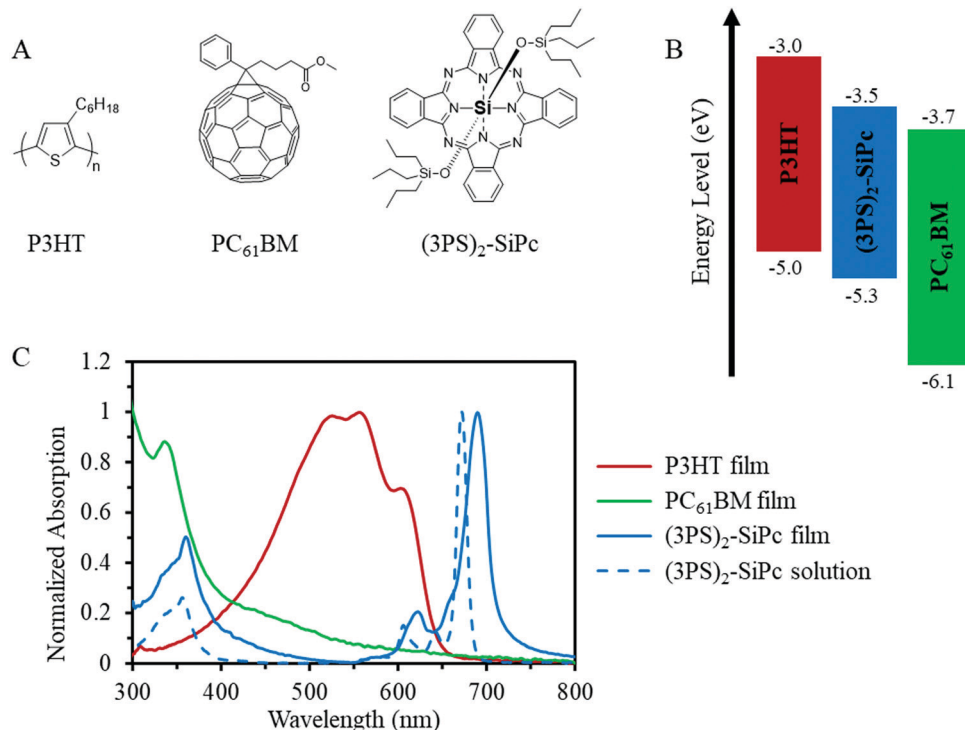 A
B
C₆H₁₈
S
n
O
O
O
Si
N
N
N
N
N
Si
N
N
N
Si
O
P3HT
PC₆₁BM
(3PS)₂-SiPc
Energy Level (eV)
-3.0
-3.5
-3.7
P3HT
(3PS)₂-SiPc
PC₆₁BM
-5.0
-5.3
-6.1
C
Normalized Absorption
1.2
1
0.8
0.6
0.4
0.2
0
300
400
500
600
700
800
Wavelength (nm)
P3HT film
PC₆₁BM film
(3PS)₂-SiPc film
(3PS)₂-SiPc solution